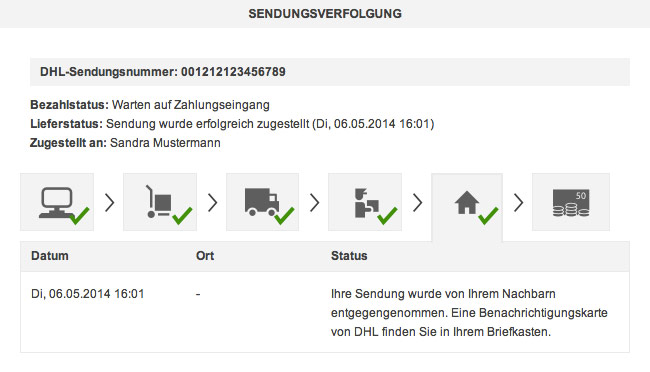 SENDUNGSVERFOLGUNG
DHL-Sendungsnummer: 001212123456789
Bezahlstatus: Warten auf Zahlungseingang
Lieferstatus: Sendung wurde erfolgreich zugestellt (Di, 06.05.2014 16:01)
Zugestellt an: Sandra Mustermann
50
Datum Ort Status
Di, 06.05.2014 16:01 - Ihre Sendung wurde von Ihrem Nachbarn
entgegengenommen. Eine Benachrichtigungskarte
von DHL finden Sie in Ihrem Briefkasten.